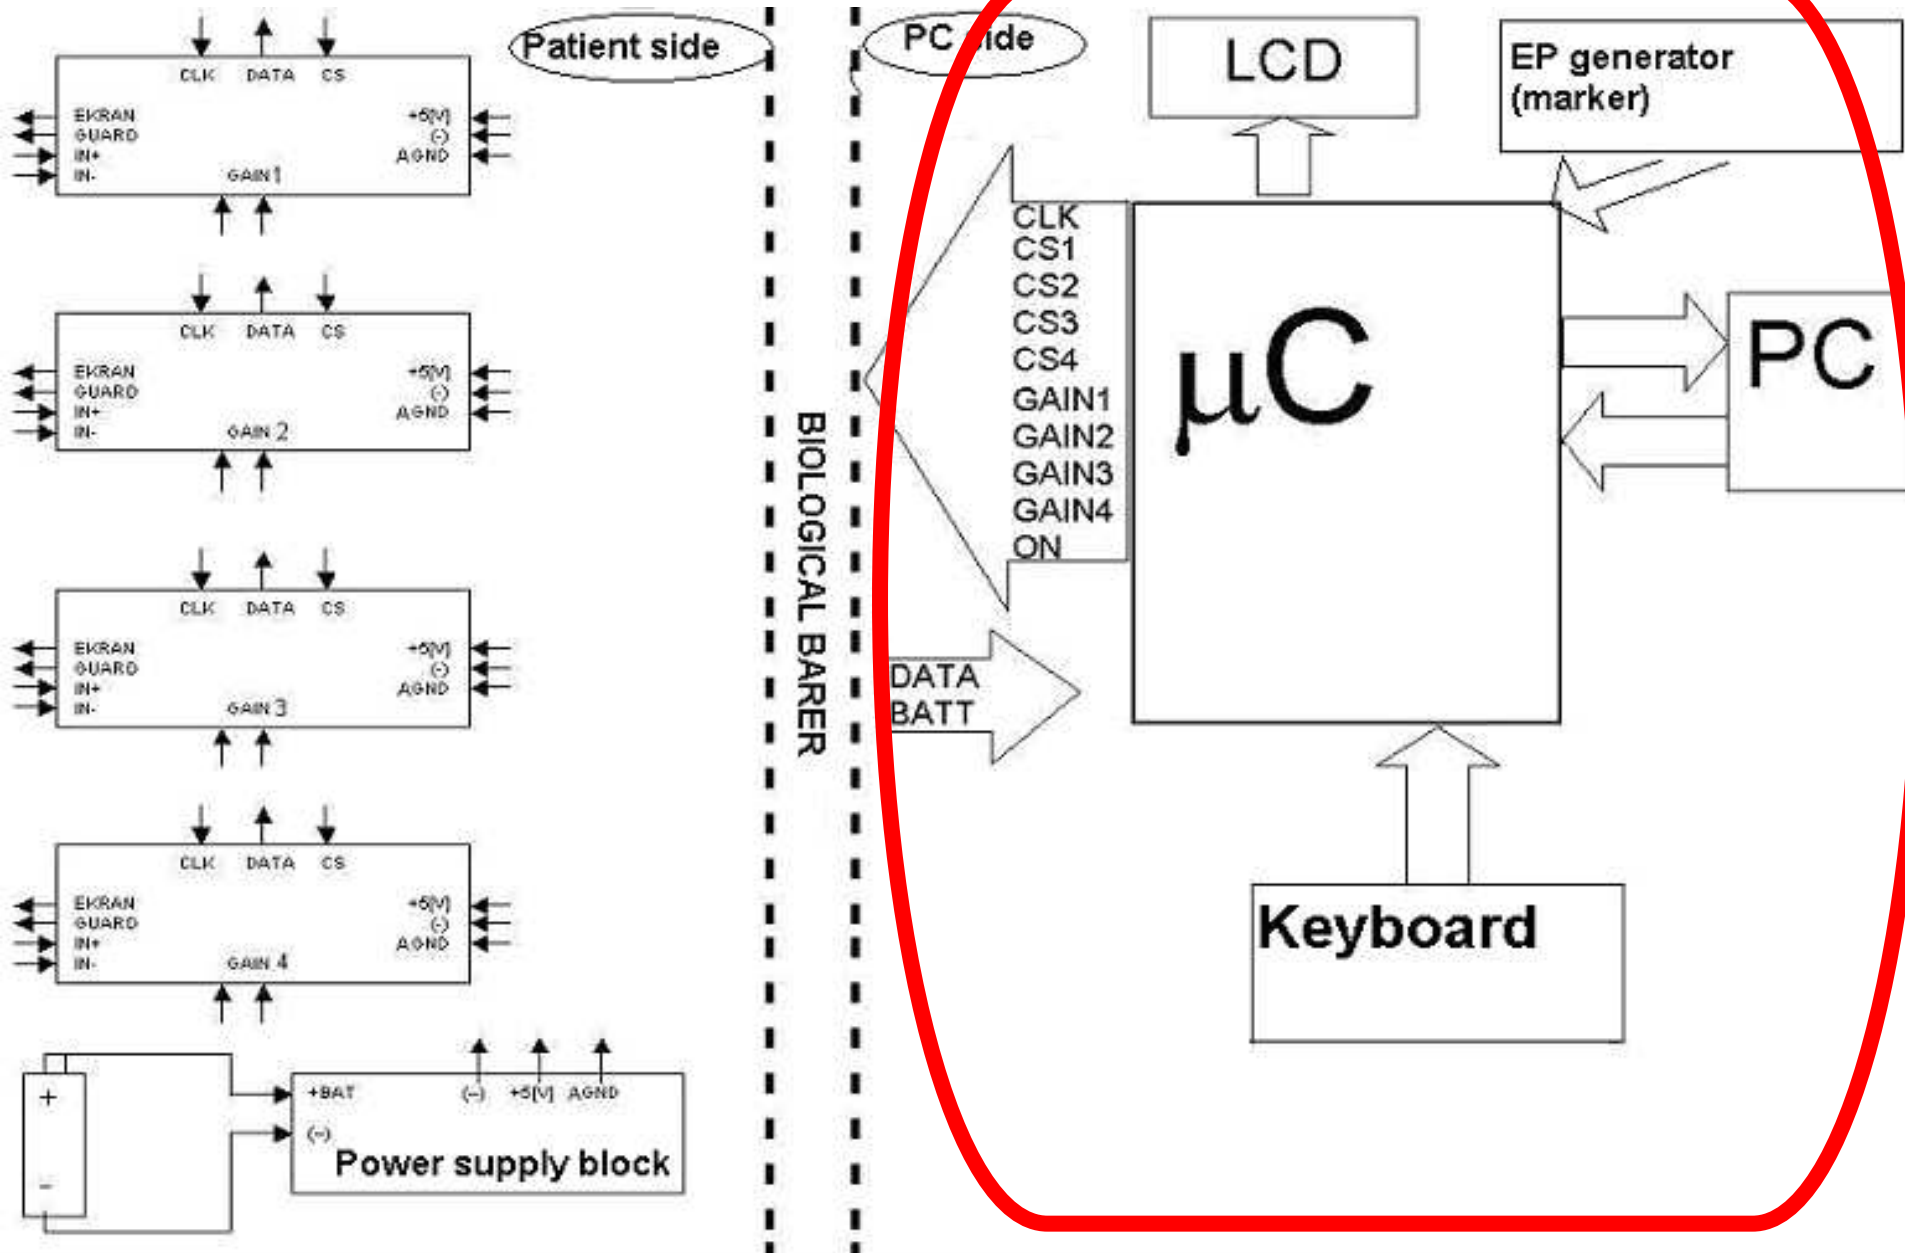 Patient side
CLK DATA CS
EKRAN
GUARD
IN+
IN-
+5[V]
(-)
AGND
GAIN1
CLK DATA CS
EKRAN
GUARD
IN+
IN-
+5[V]
(-)
AGND
GAIN 2
CLK DATA CS
EKRAN
GUARD
IN+
IN-
+5[V]
(-)
AGND
GAIN 3
CLK DATA CS
EKRAN
GUARD
IN+
IN-
+5[V]
(-)
AGND
GAIN 4
+
−
+BAT
(-)
(-) +5[V] AGND
Power supply block
BIOLOGICAL BARER
PC side
LCD
EP generator
(marker)
CLK
CS1
CS2
CS3
CS4
GAIN1
GAIN2
GAIN3
GAIN4
ON
µC
PC
DATA
BATT
Keyboard